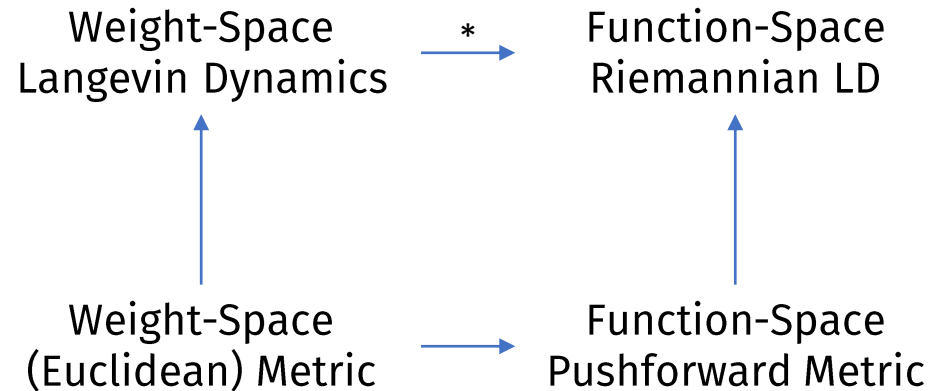 Weight-Space
Langevin Dynamics
*
Function-Space
Riemannian LD
Weight-Space
(Euclidean) Metric
Function-Space
Pushforward Metric